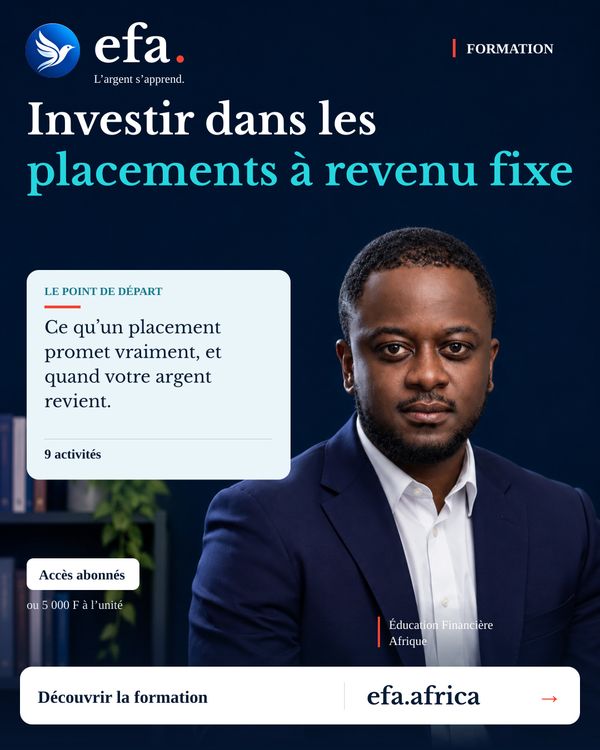 efa.
L’argent s’apprend.
FORMATION
Investir dans les
placements à revenu fixe
LE POINT DE DÉPART
Ce qu’un placement
promet vraiment, et
quand votre argent
revient.
9 activités
Accès abonnés
ou 5 000 F à l’unité
Éducation Financière
Afrique
Découvrir la formation
efa.africa →